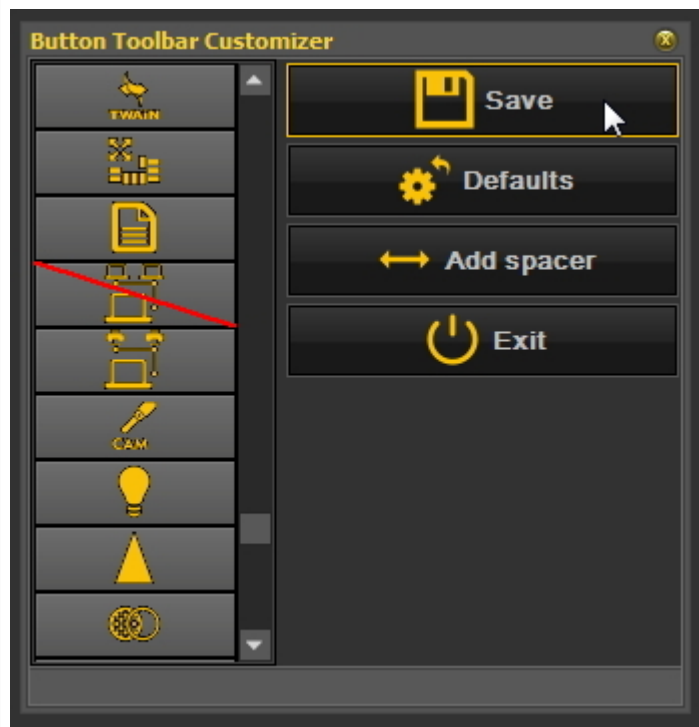 Button Toolbar Customizer
TWAIN
CAM
Save
Defaults
Add spacer
Exit